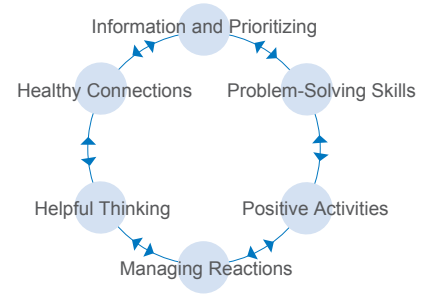 Information and Prioritizing
Healthy Connections
Problem-Solving Skills
Helpful Thinking
Positive Activities
Managing Reactions